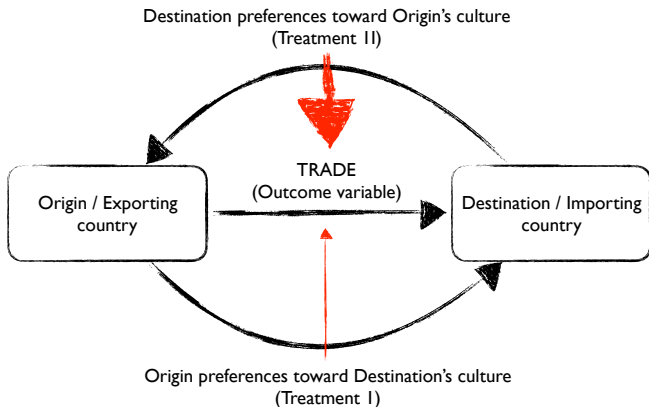 Destination preferences toward Origin's culture
(Treatment II)
TRADE
(Outcome variable)
Origin / Exporting
country
Destination / Importing
country
Origin preferences toward Destination's culture
(Treatment I)